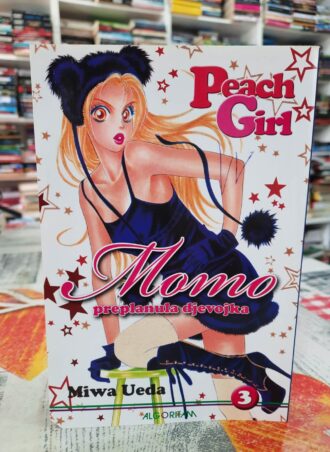 Peach
Girl
Momo
preplanula djevojka
Miwa Ueda
3
ALGORITAM